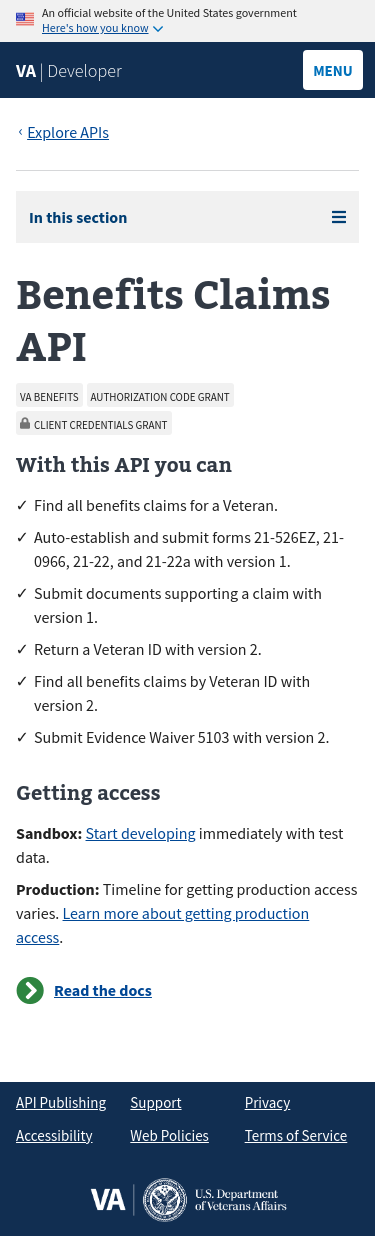 An official website of the United States government
Here's how you know
VA | Developer
MENU
‹ Explore APIs
In this section
Benefits Claims
API
VA BENEFITS
AUTHORIZATION CODE GRANT
CLIENT CREDENTIALS GRANT
With this API you can
✓ Find all benefits claims for a Veteran.
✓ Auto-establish and submit forms 21-526EZ, 21-
0966, 21-22, and 21-22a with version 1.
✓ Submit documents supporting a claim with
version 1.
✓ Return a Veteran ID with version 2.
✓ Find all benefits claims by Veteran ID with
version 2.
✓ Submit Evidence Waiver 5103 with version 2.
Getting access
Sandbox: Start developing immediately with test
data.
Production: Timeline for getting production access
varies. Learn more about getting production
access.
Read the docs
API Publishing
Support
Privacy
Accessibility
Web Policies
Terms of Service
VA
U.S. Department
of Veterans Affairs